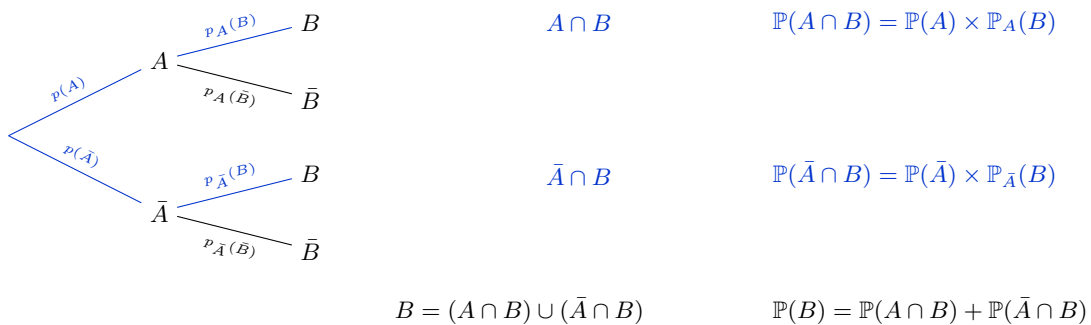 p_A(B) B A ∩ B ℙ(A ∩ B) = ℙ(A) × ℙ_A(B)
p(A) A
p_A(B̄) B̄
p(Ā) p_Ā(B) B Ā ∩ B ℙ(Ā ∩ B) = ℙ(Ā) × ℙ_Ā(B)
Ā
p_Ā(B̄) B̄
B = (A ∩ B) ∪ (Ā ∩ B) ℙ(B) = ℙ(A ∩ B) + ℙ(Ā ∩ B)